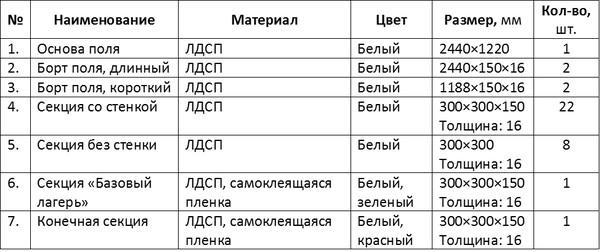 № Наименование Материал Цвет Размер, мм Кол-во, шт.
1. Основа поля ЛДСП Белый 2440×1220 1
2. Борт поля, длинный ЛДСП Белый 2440×150×16 2
3. Борт поля, короткий ЛДСП Белый 1188×150×16 2
4. Секция со стенкой ЛДСП Белый 300×300×150 22
Толщина: 16
5. Секция без стенки ЛДСП Белый 300×300 8
Толщина: 16
6. Секция «Базовый ЛДСП, самоклеящаяся Белый, 300×300×150 1
лагерь» пленка зеленый Толщина: 16
7. Конечная секция ЛДСП, самоклеящаяся Белый, 300×300×150 1
пленка красный Толщина: 16